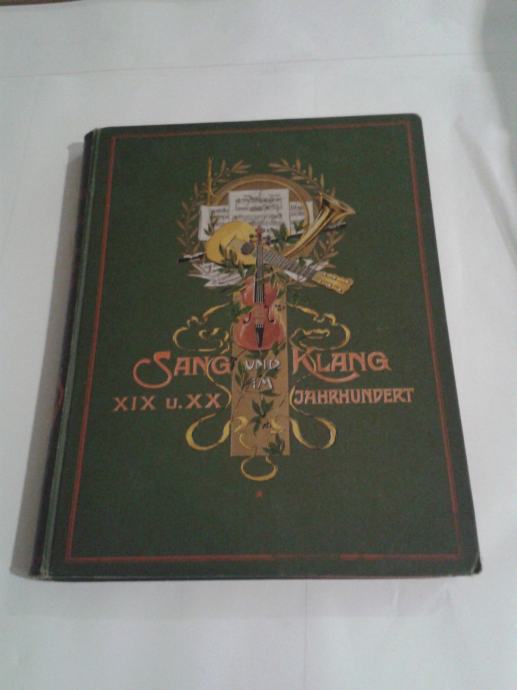 SANG UND KLANG
XIX U. XX IM JAHRHUNDERT